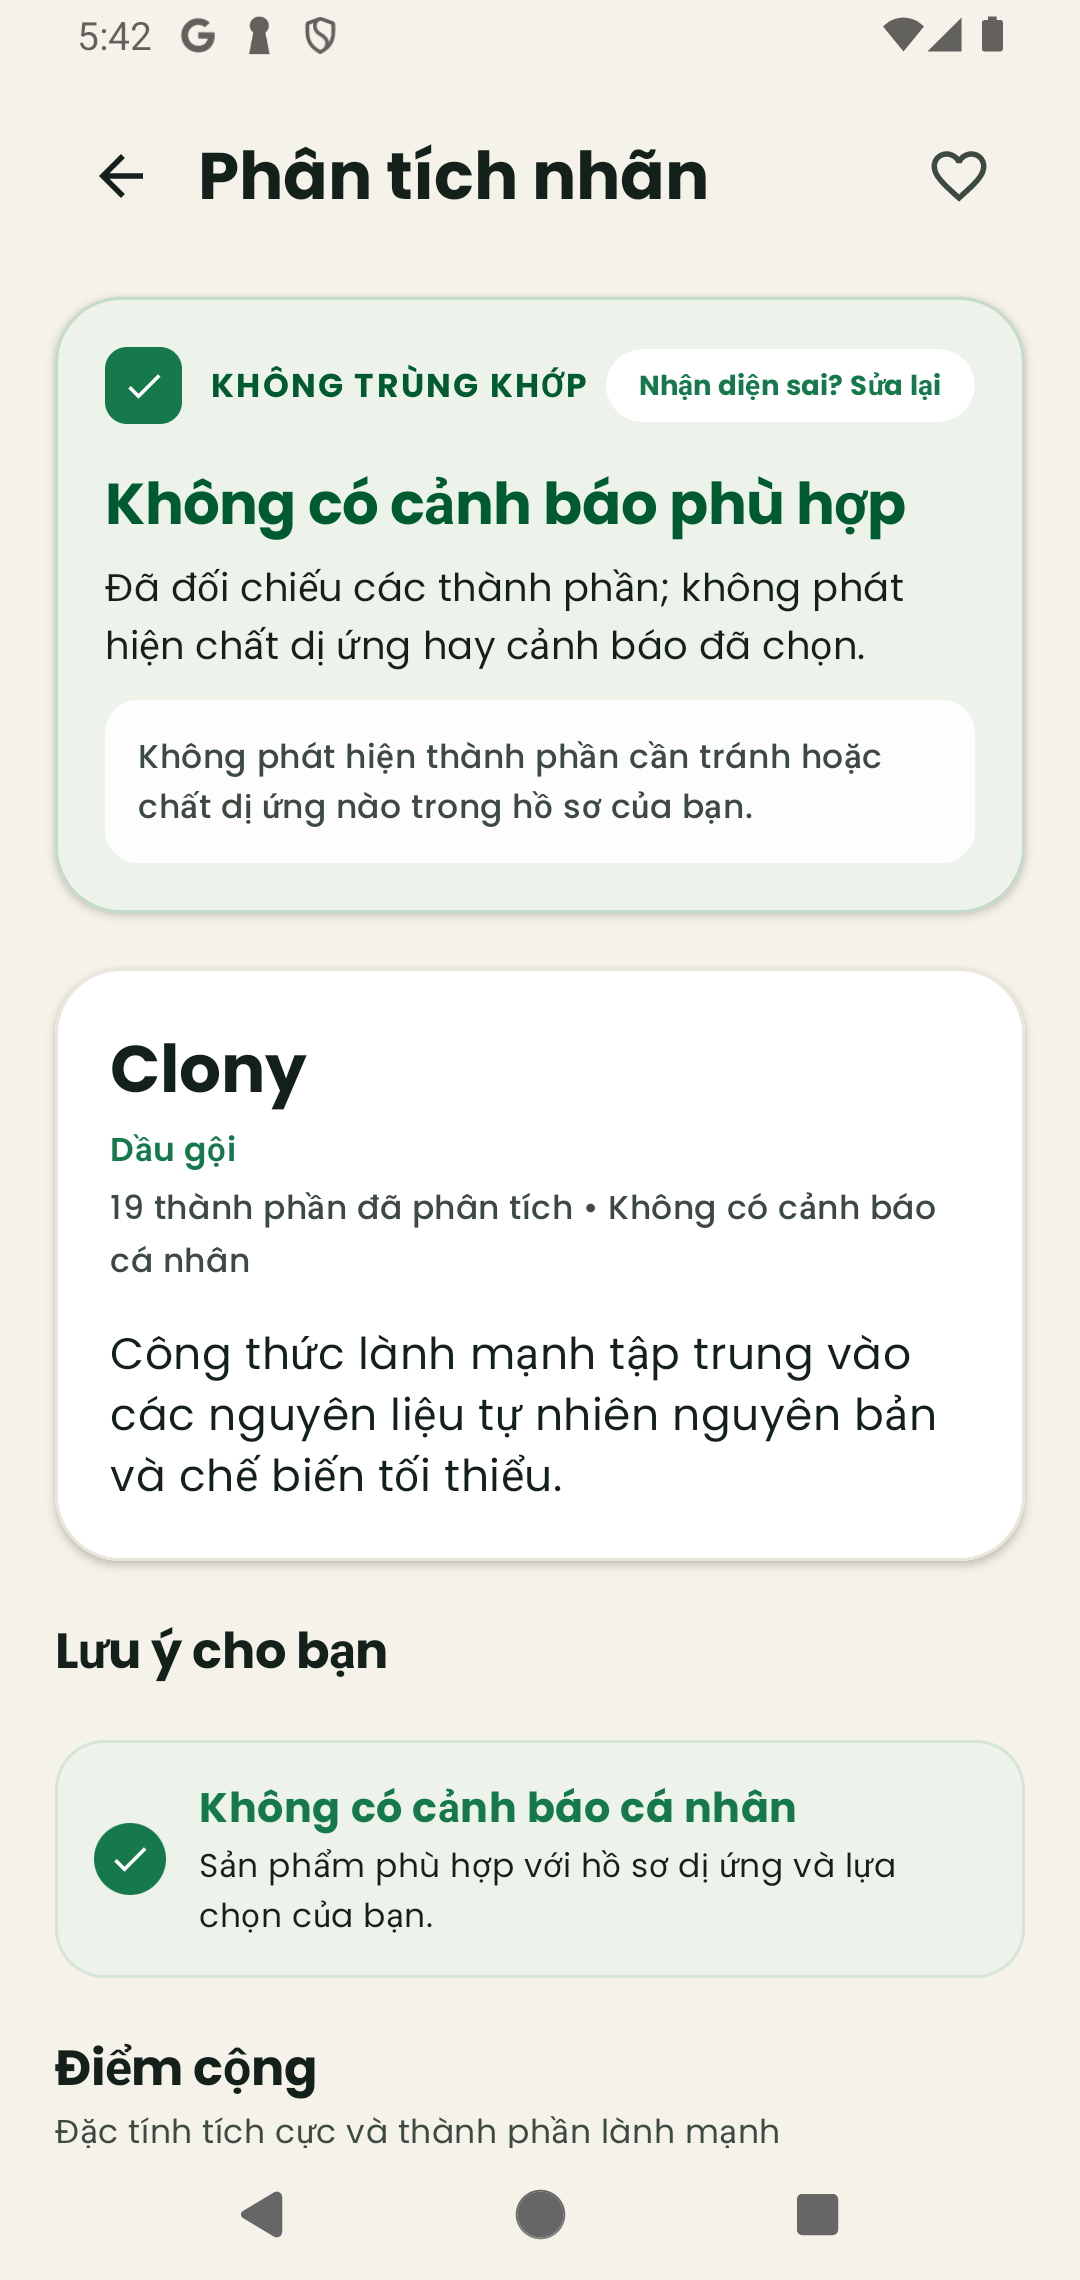 5:42
Phân tích nhãn
KHÔNG TRÙNG KHỚP
Nhận diện sai? Sửa lại
Không có cảnh báo phù hợp
Đã đối chiếu các thành phần; không phát
hiện chất dị ứng hay cảnh báo đã chọn.
Không phát hiện thành phần cần tránh hoặc
chất dị ứng nào trong hồ sơ của bạn.
Clony
Dầu gội
19 thành phần đã phân tích • Không có cảnh báo
cá nhân
Công thức lành mạnh tập trung vào
các nguyên liệu tự nhiên nguyên bản
và chế biến tối thiểu.
Lưu ý cho bạn
Không có cảnh báo cá nhân
Sản phẩm phù hợp với hồ sơ dị ứng và lựa
chọn của bạn.
Điểm cộng
Đặc tính tích cực và thành phần lành mạnh